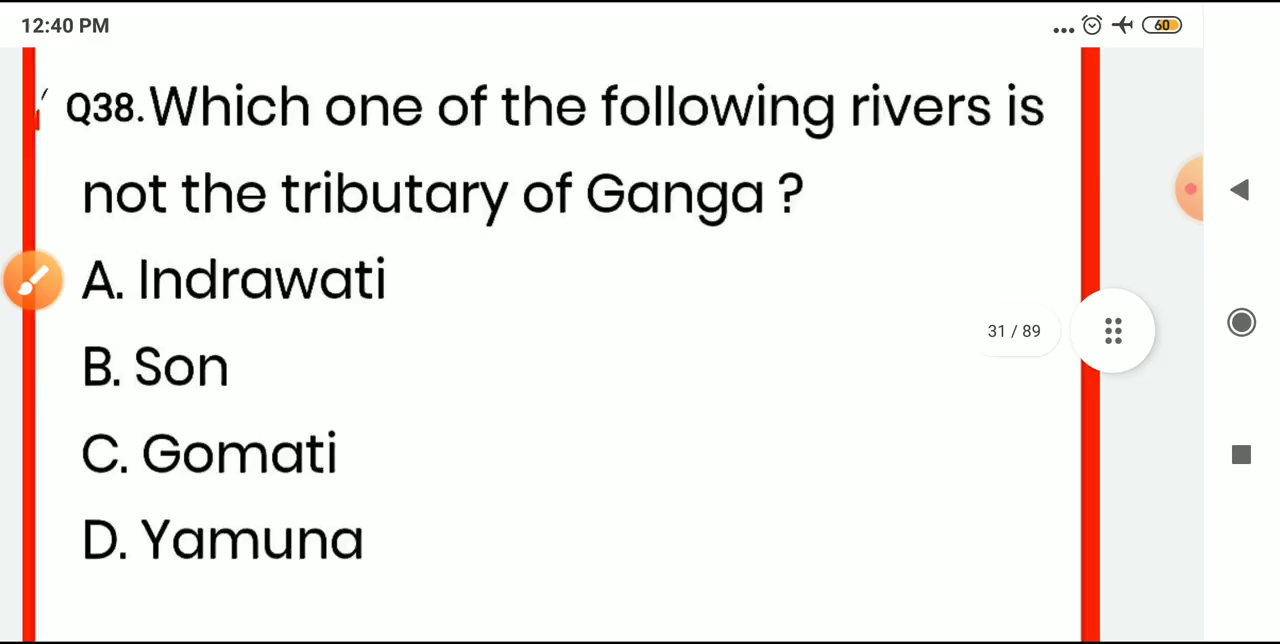 12:40 PM
60
Q38.Which one of the following rivers is
not the tributary of Ganga ?
A. Indrawati
31 / 89
B. Son
C. Gomati
D. Yamuna